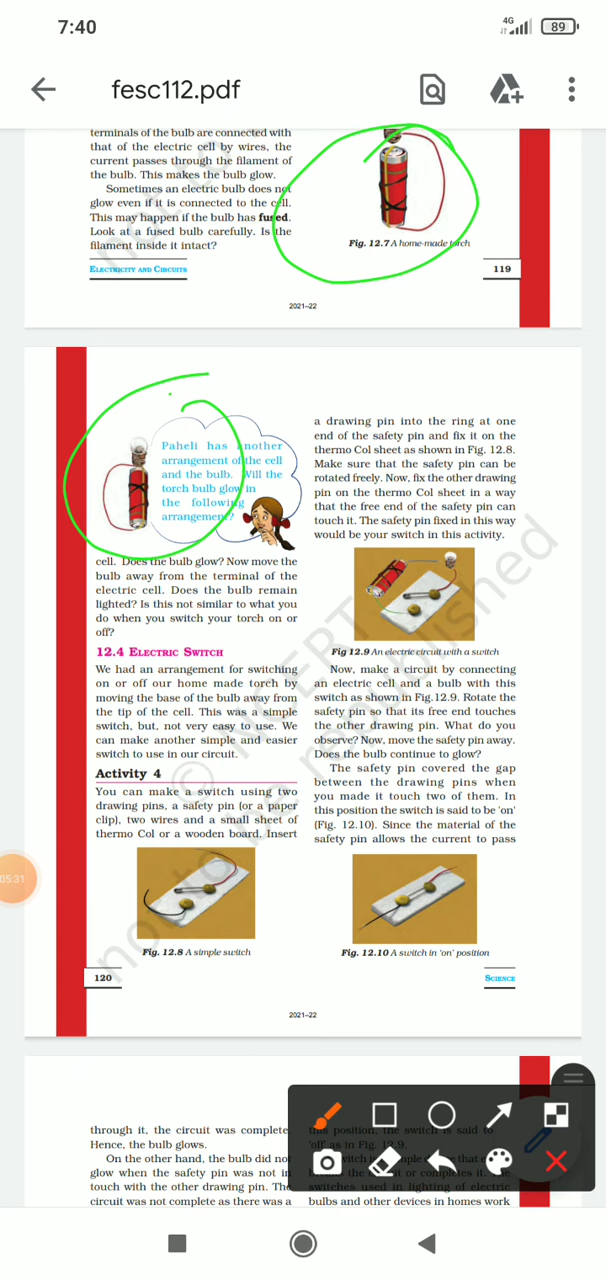 7:40
4G
89
fesc112.pdf
terminals of the bulb are connected with
that of the electric cell by wires, the
current passes through the filament of
the bulb. This makes the bulb glow.
Sometimes an electric bulb does not
glow even if it is connected to the cell.
This may happen if the bulb has fused.
Look at a fused bulb carefully. Is the
filament inside it intact?
Fig. 12.7 A home-made torch
ELECTRICITY AND CIRCUITS
119
2021–22
Paheli has another
arrangement of the cell
and the bulb. Will the
torch bulb glow in
the following
arrangement?
cell. Does the bulb glow? Now move the
bulb away from the terminal of the
electric cell. Does the bulb remain
lighted? Is this not similar to what you
do when you switch your torch on or
off?
12.4 ELECTRIC SWITCH
We had an arrangement for switching
on or off our home made torch by
moving the base of the bulb away from
the tip of the cell. This was a simple
switch, but, not very easy to use. We
can make another simple and easier
switch to use in our circuit.
Activity 4
You can make a switch using two
drawing pins, a safety pin (or a paper
clip), two wires and a small sheet of
thermo Col or a wooden board. Insert
Fig. 12.8 A simple switch
a drawing pin into the ring at one
end of the safety pin and fix it on the
thermo Col sheet as shown in Fig. 12.8.
Make sure that the safety pin can be
rotated freely. Now, fix the other drawing
pin on the thermo Col sheet in a way
that the free end of the safety pin can
touch it. The safety pin fixed in this way
would be your switch in this activity.
Fig 12.9 An electric circuit with a switch
Now, make a circuit by connecting
an electric cell and a bulb with this
switch as shown in Fig.12.9. Rotate the
safety pin so that its free end touches
the other drawing pin. What do you
observe? Now, move the safety pin away.
Does the bulb continue to glow?
The safety pin covered the gap
between the drawing pins when
you made it touch two of them. In
this position the switch is said to be 'on'
(Fig. 12.10). Since the material of the
safety pin allows the current to pass
Fig. 12.10 A switch in 'on' position
05:31
120
SCIENCE
2021–22
© NCERT
not to be republished
through it, the circuit was complete.
Hence, the bulb glows.
On the other hand, the bulb did not
glow when the safety pin was not in
touch with the other drawing pin. The
circuit was not complete as there was a
this position, the switch is said to
'off' as in Fig. 12.9.
switches used in lighting of electric
bulbs and other devices in homes work